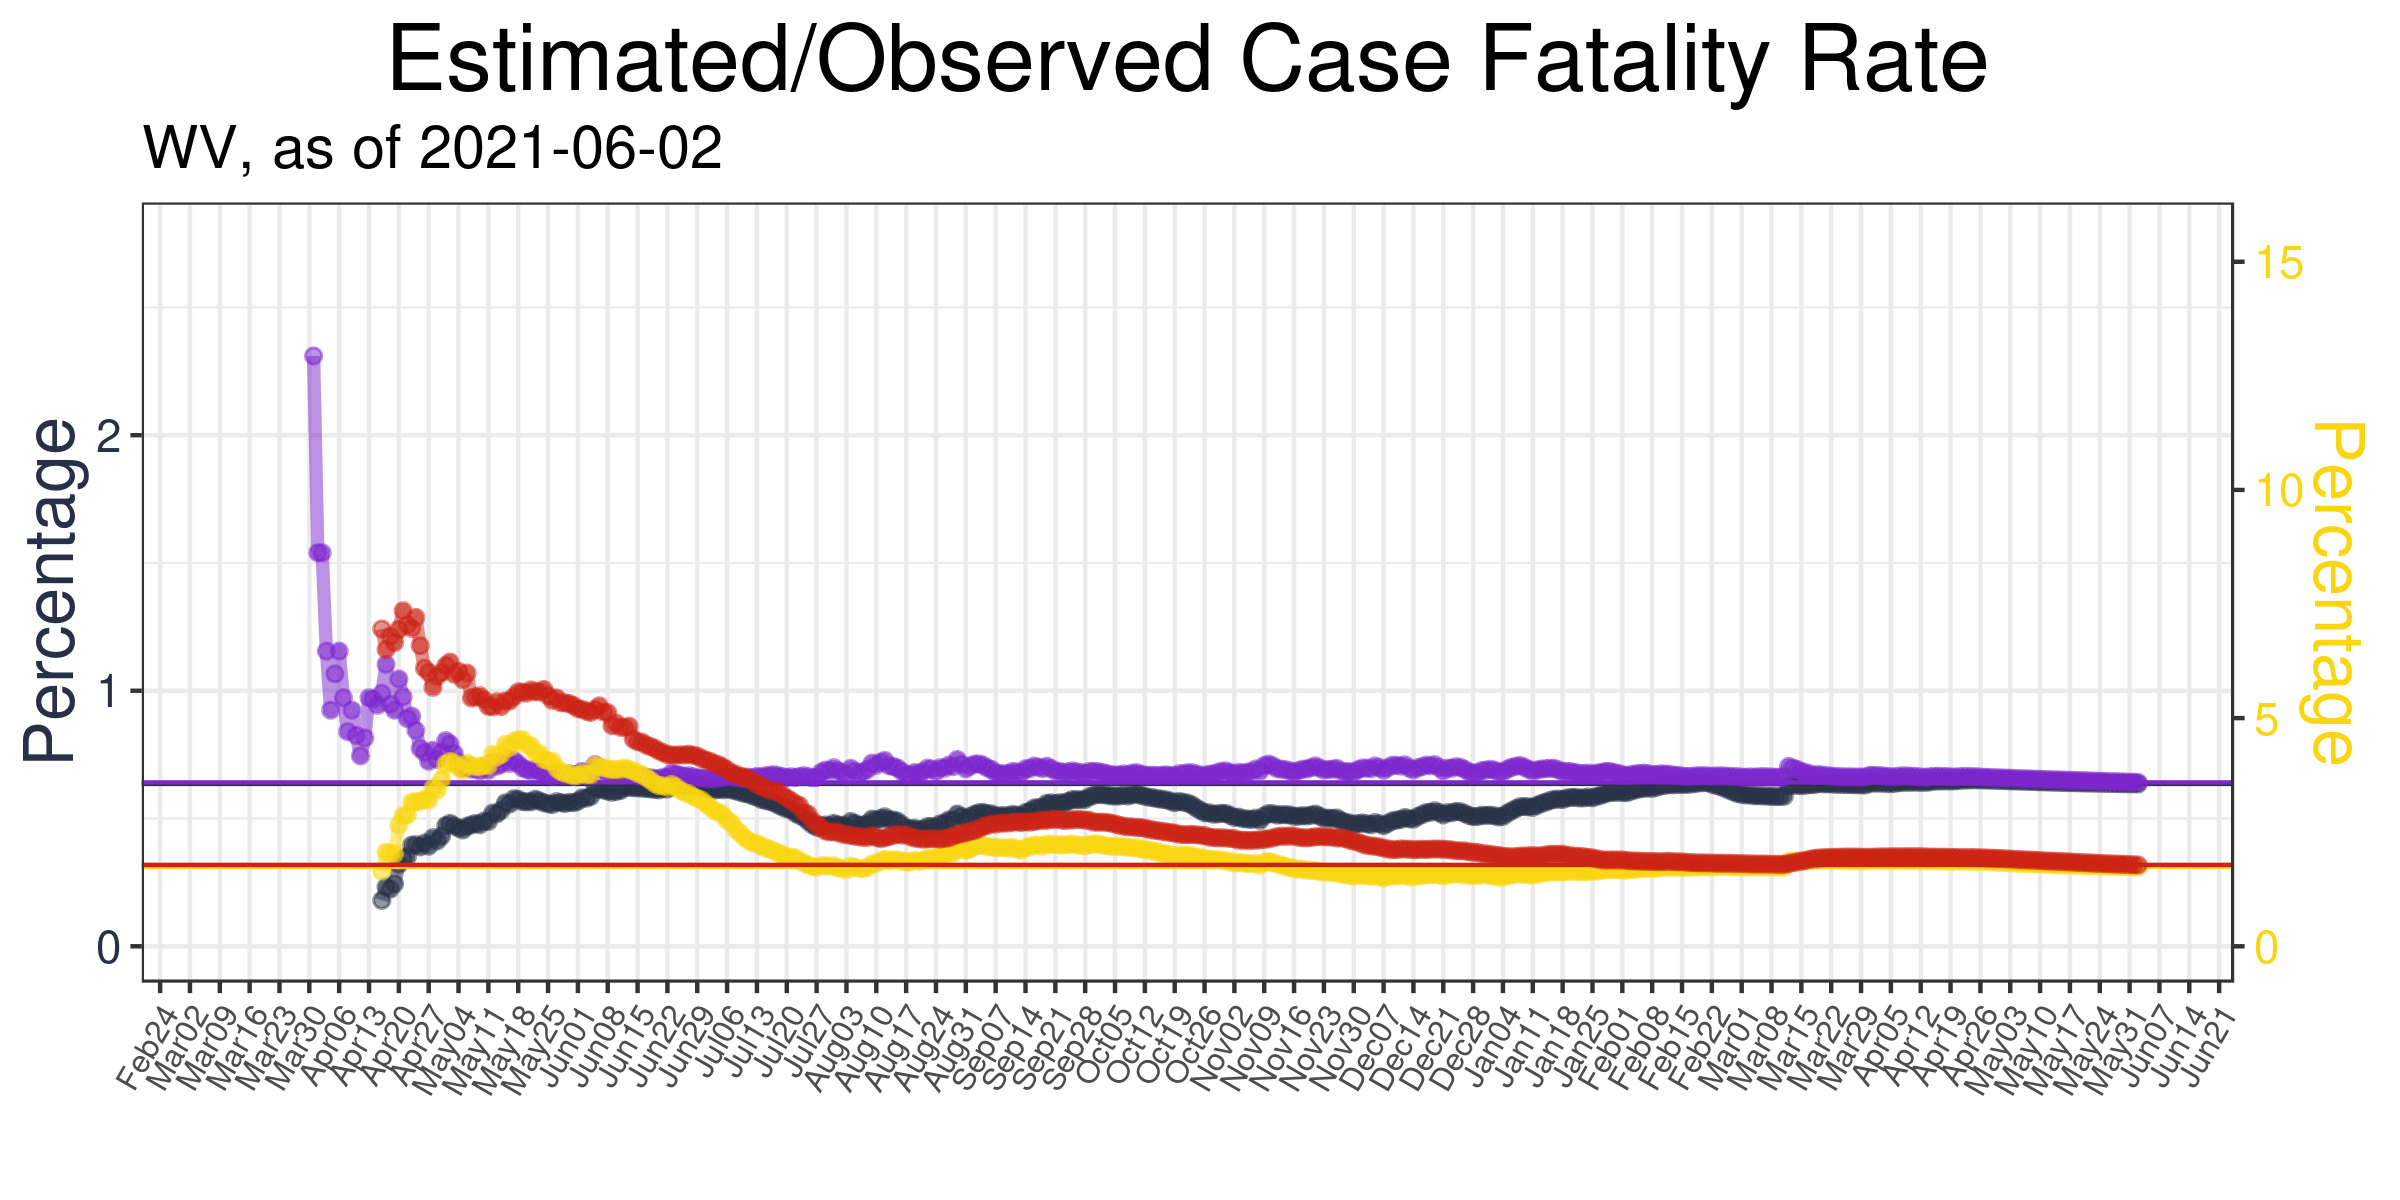 Estimated/Observed Case Fatality Rate
WV, as of 2021-06-02
Percentage
2
1
0
15
10
5
0
Percentage
Feb24
Mar02
Mar09
Mar16
Mar23
Mar30
Apr06
Apr13
Apr20
Apr27
May04
May11
May18
May25
Jun01
Jun08
Jun15
Jun22
Jun29
Jul06
Jul13
Jul20
Jul27
Aug03
Aug10
Aug17
Aug24
Aug31
Sep07
Sep14
Sep21
Sep28
Oct05
Oct12
Oct19
Oct26
Nov02
Nov09
Nov16
Nov23
Nov30
Dec07
Dec14
Dec21
Dec28
Jan04
Jan11
Jan18
Jan25
Feb01
Feb08
Feb15
Feb22
Mar01
Mar08
Mar15
Mar22
Mar29
Apr05
Apr12
Apr19
Apr26
May03
May10
May17
May24
May31
Jun07
Jun14
Jun21